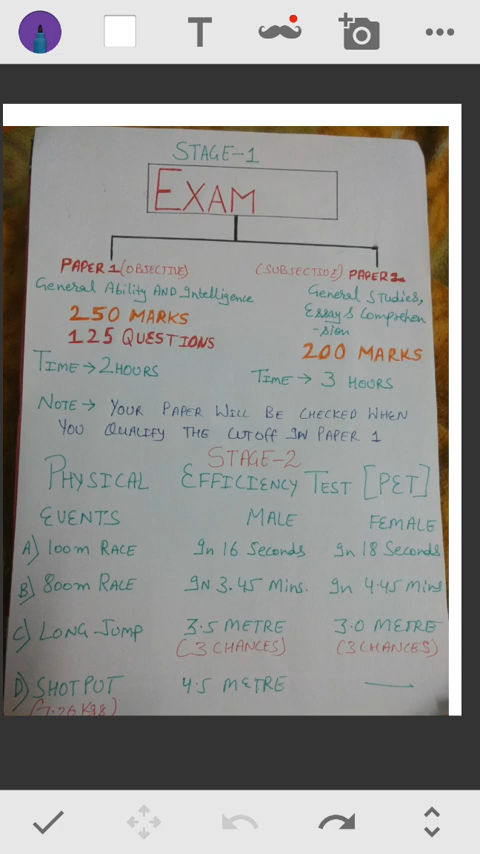 T
STAGE-1
EXAM
PAPER 1 (OBJECTIVE)
General Ability AND Intelligence
250 MARKS
125 QUESTIONS
TIME → 2 HOURS
(SUBJECTIVE) PAPER 2
General Studies,
Essay & Comprehen
-sion
200 MARKS
TIME → 3 HOURS
NOTE → YOUR PAPER WILL BE CHECKED WHEN
YOU QUALIFY THE CUTOFF IN PAPER 1
STAGE-2
PHYSICAL EFFICIENCY TEST [PET]
EVENTS MALE FEMALE
A) 100m RACE In 16 Seconds In 18 Seconds
B) 800m RACE IN 3.45 Mins. In 4.45 Mins
C) LONG JUMP 3.5 METRE 3.0 METRE
(3 CHANCES) (3 CHANCES)
D) SHOT PUT 4.5 METRE —
(7.26 Kgs)